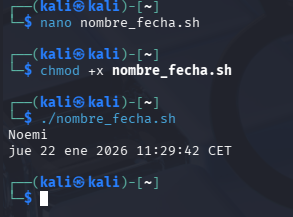 ┌──(kali㉿kali)-[~]
└─$ nano nombre_fecha.sh
┌──(kali㉿kali)-[~]
└─$ chmod +x nombre_fecha.sh
┌──(kali㉿kali)-[~]
└─$ ./nombre_fecha.sh
Noemi
jue 22 ene 2026 11:29:42 CET
┌──(kali㉿kali)-[~]
└─$